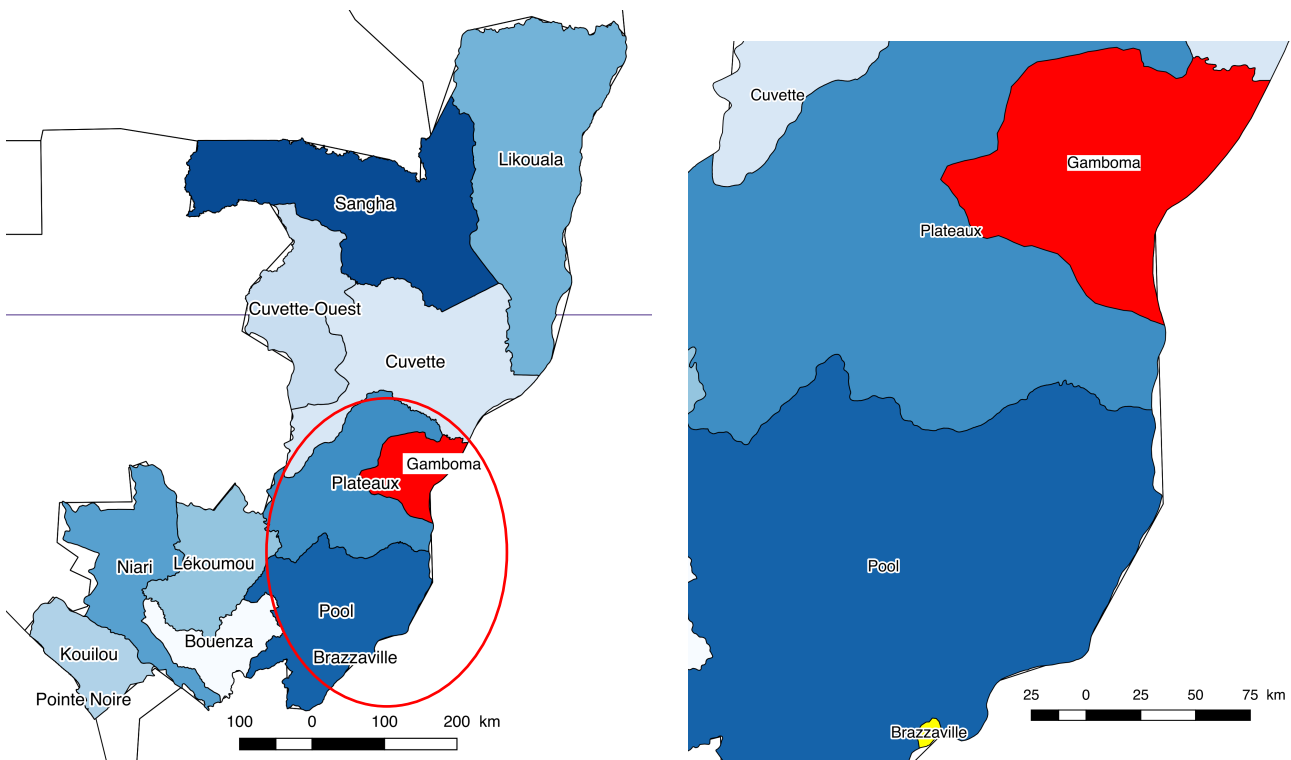 Likouala
Sangha
Cuvette-Ouest
Cuvette
Gamboma
Plateaux
Niari
Lékoumou
Pool
Bouenza
Kouilou
Brazzaville
Pointe Noire
100 0 100 200 km
Cuvette
Gamboma
Plateaux
Pool
25 0 25 50 75 km
Brazzaville